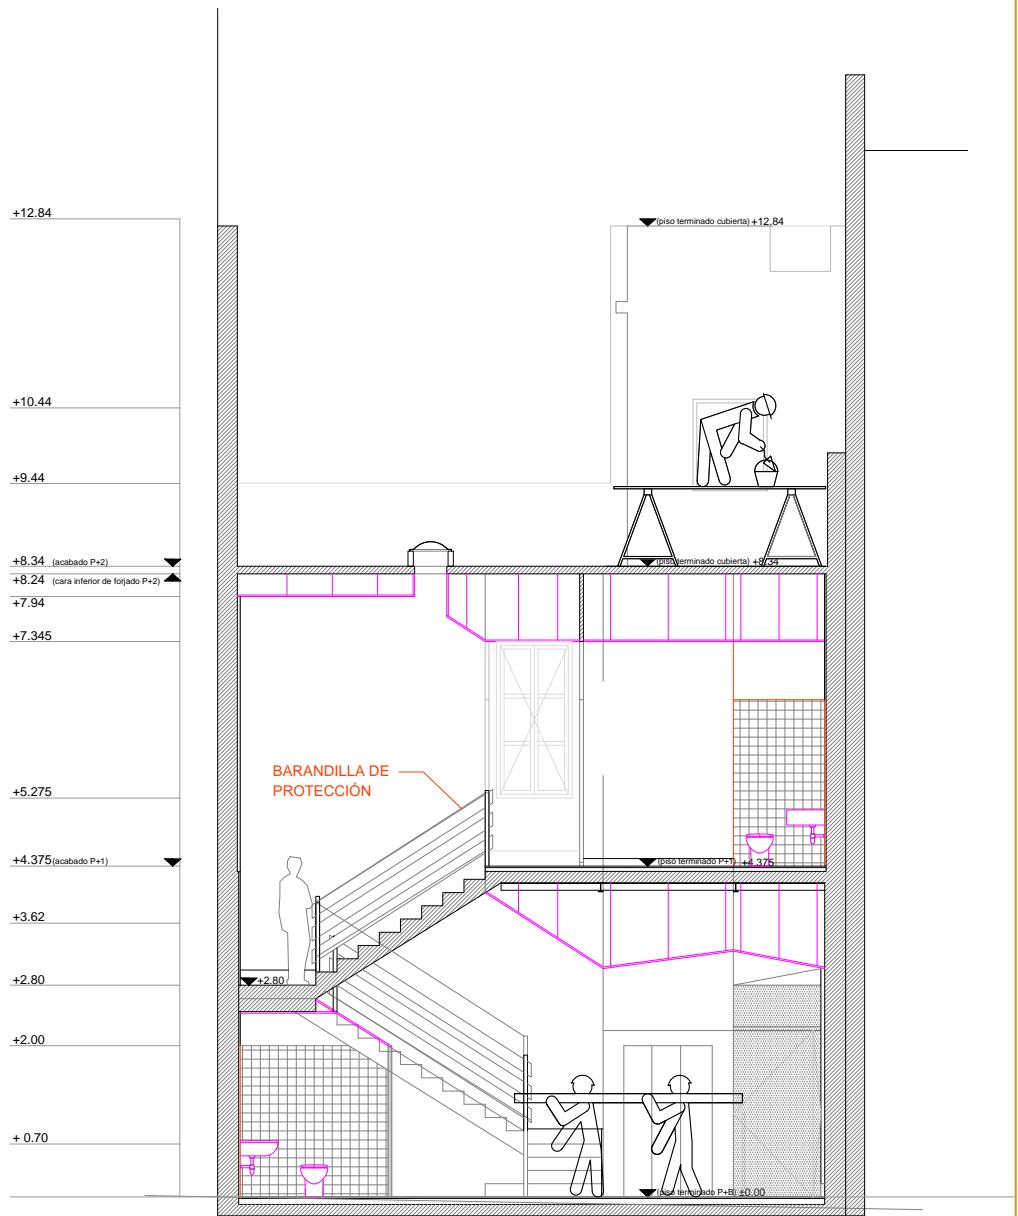 +12.84
(piso terminado cubierta) +12.84
+10.44
+9.44
+8.34 (acabado P+2)
(piso terminado cubierta) +8.34
+8.24 (cara inferior de forjado P+2)
+7.94
+7.345
BARANDILLA DE
PROTECCIÓN
+5.275
+4.375 (acabado P+1)
(piso terminado P+1) +4.375
+3.62
+2.80
+2.80
+2.00
+ 0.70
(piso terminado P+B) ±0.00